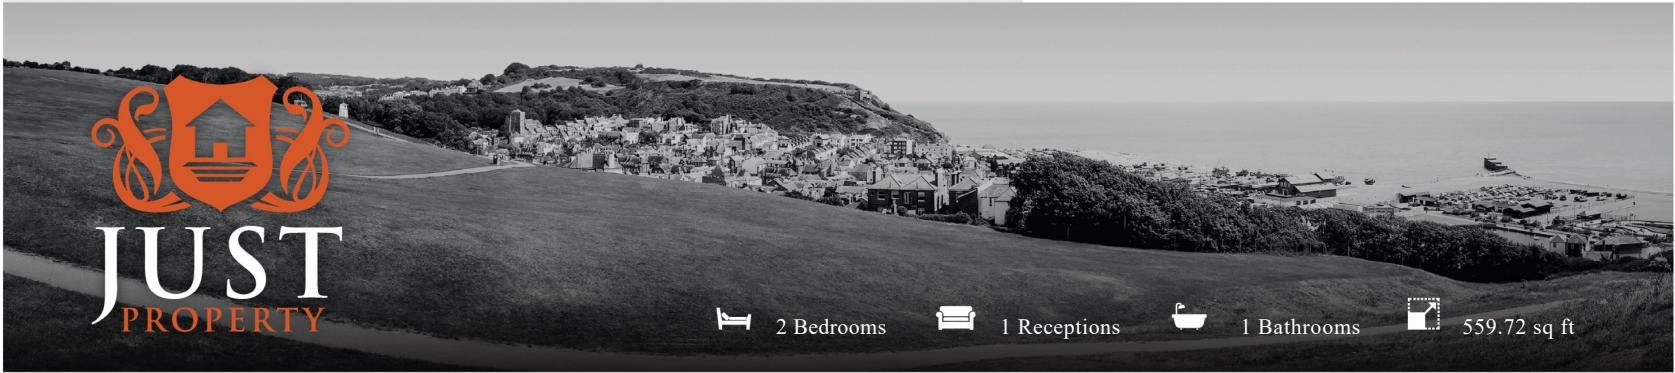 JUST
PROPERTY
2 Bedrooms
1 Receptions
1 Bathrooms
559.72 sq ft